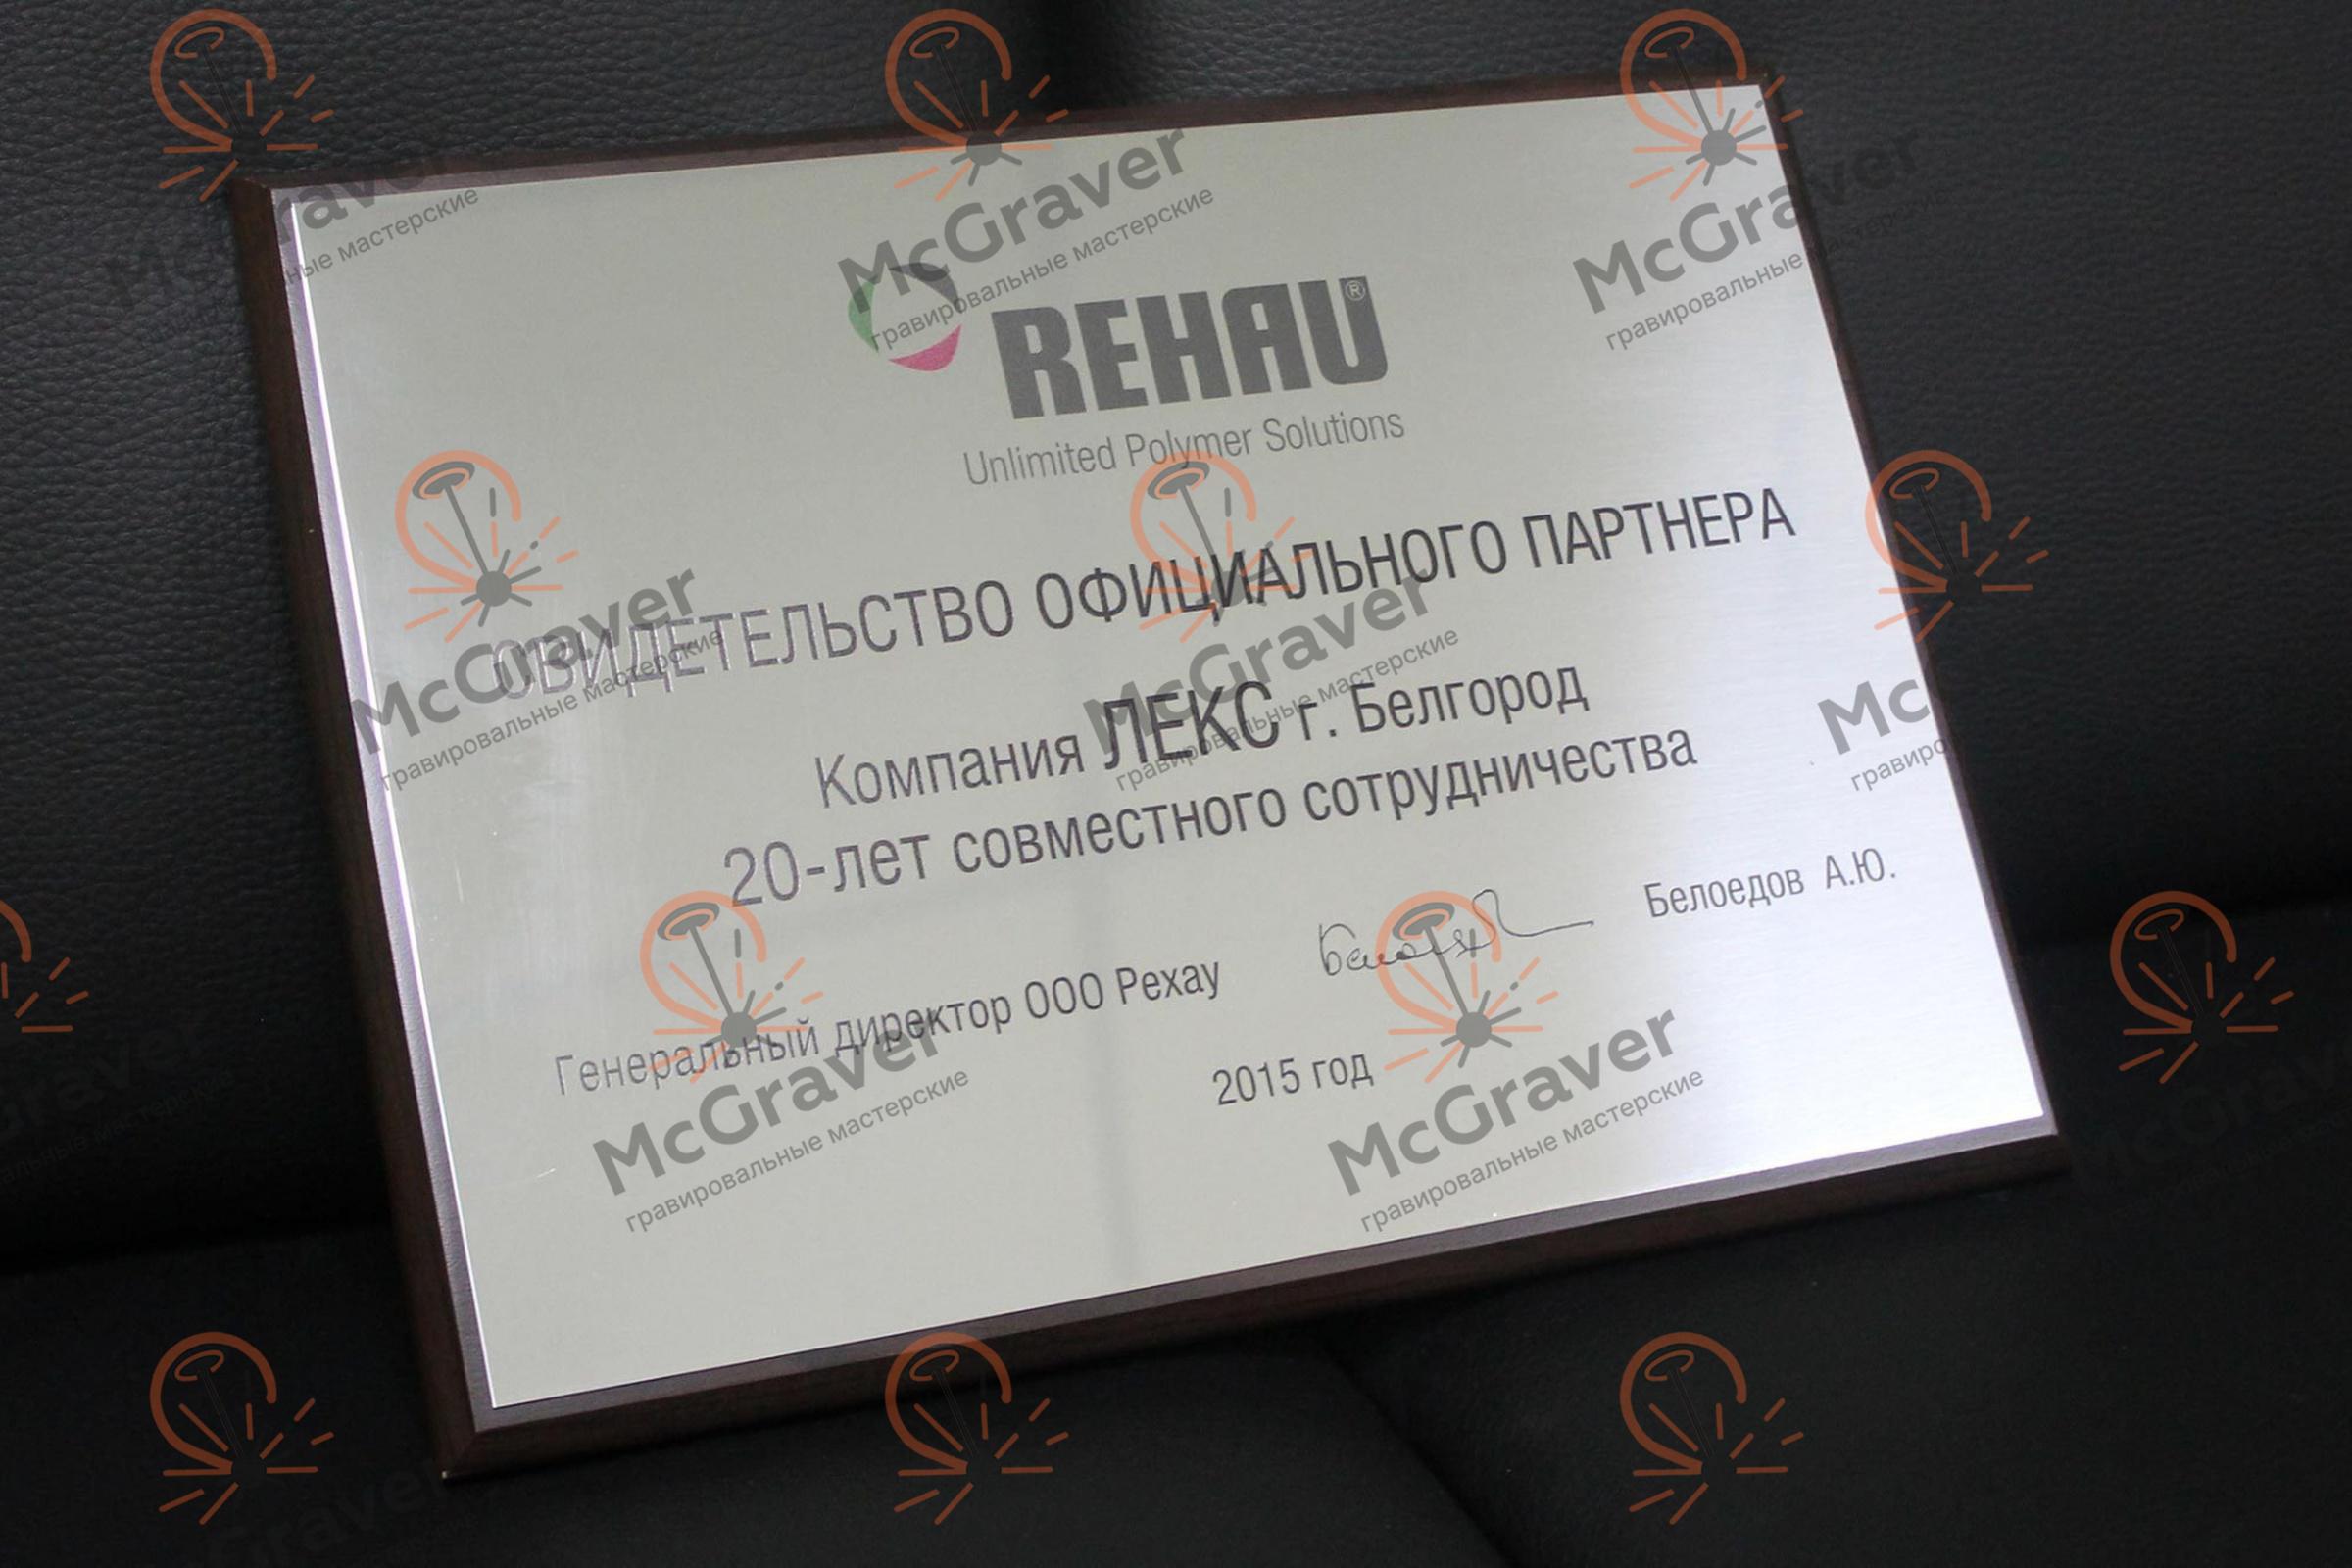 REHAU®
Unlimited Polymer Solutions
СВИДЕТЕЛЬСТВО ОФИЦИАЛЬНОГО ПАРТНЕРА
Компания ЛЕКС г. Белгород
20-лет совместного сотрудничества
Генеральный директор ООО Рехау Белоедов А.Ю.
2015 год
McGraver
гравировальные мастерские